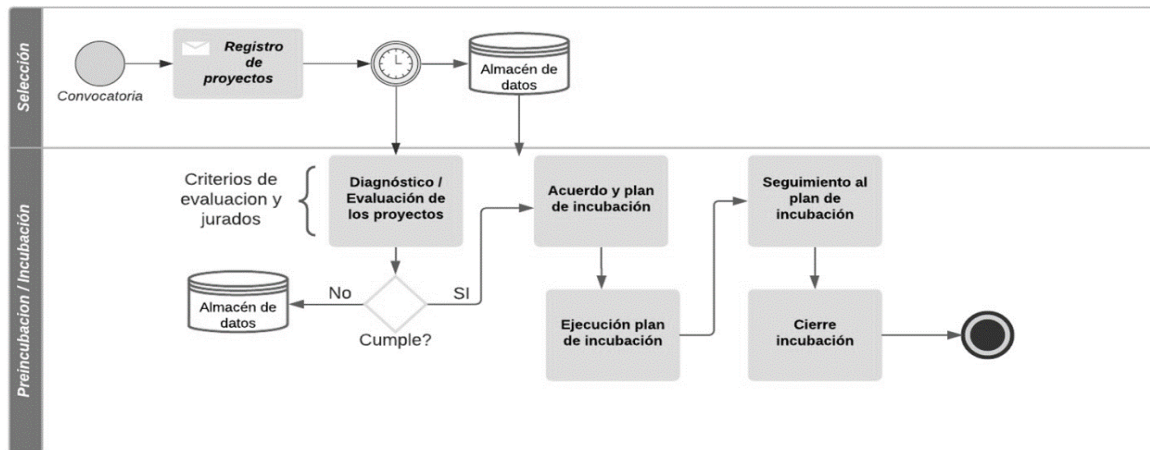 Selección
Convocatoria
Registro
de
proyectos
Almacén de
datos
Preincubacion / Incubación
Criterios de
evaluacion y
jurados
Diagnóstico /
Evaluación de
los proyectos
Acuerdo y plan
de incubación
Seguimiento al
plan de
incubación
Almacén de
datos
No
SI
Cumple?
Ejecución plan
de incubación
Cierre
incubación